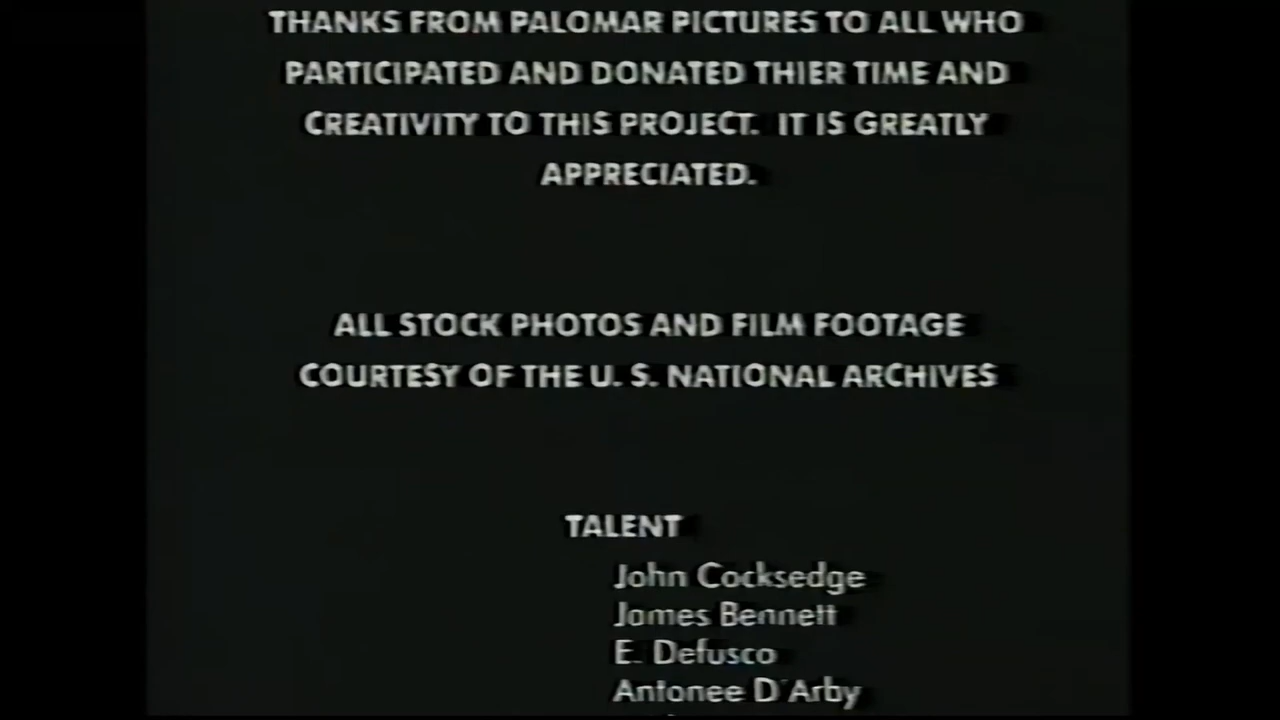 THANKS FROM PALOMAR PICTURES TO ALL WHO
PARTICIPATED AND DONATED THIER TIME AND
CREATIVITY TO THIS PROJECT. IT IS GREATLY
APPRECIATED.
ALL STOCK PHOTOS AND FILM FOOTAGE
COURTESY OF THE U. S. NATIONAL ARCHIVES
TALENT
John Cocksedge
James Bennett
E. Defusco
Antonee D'Arby